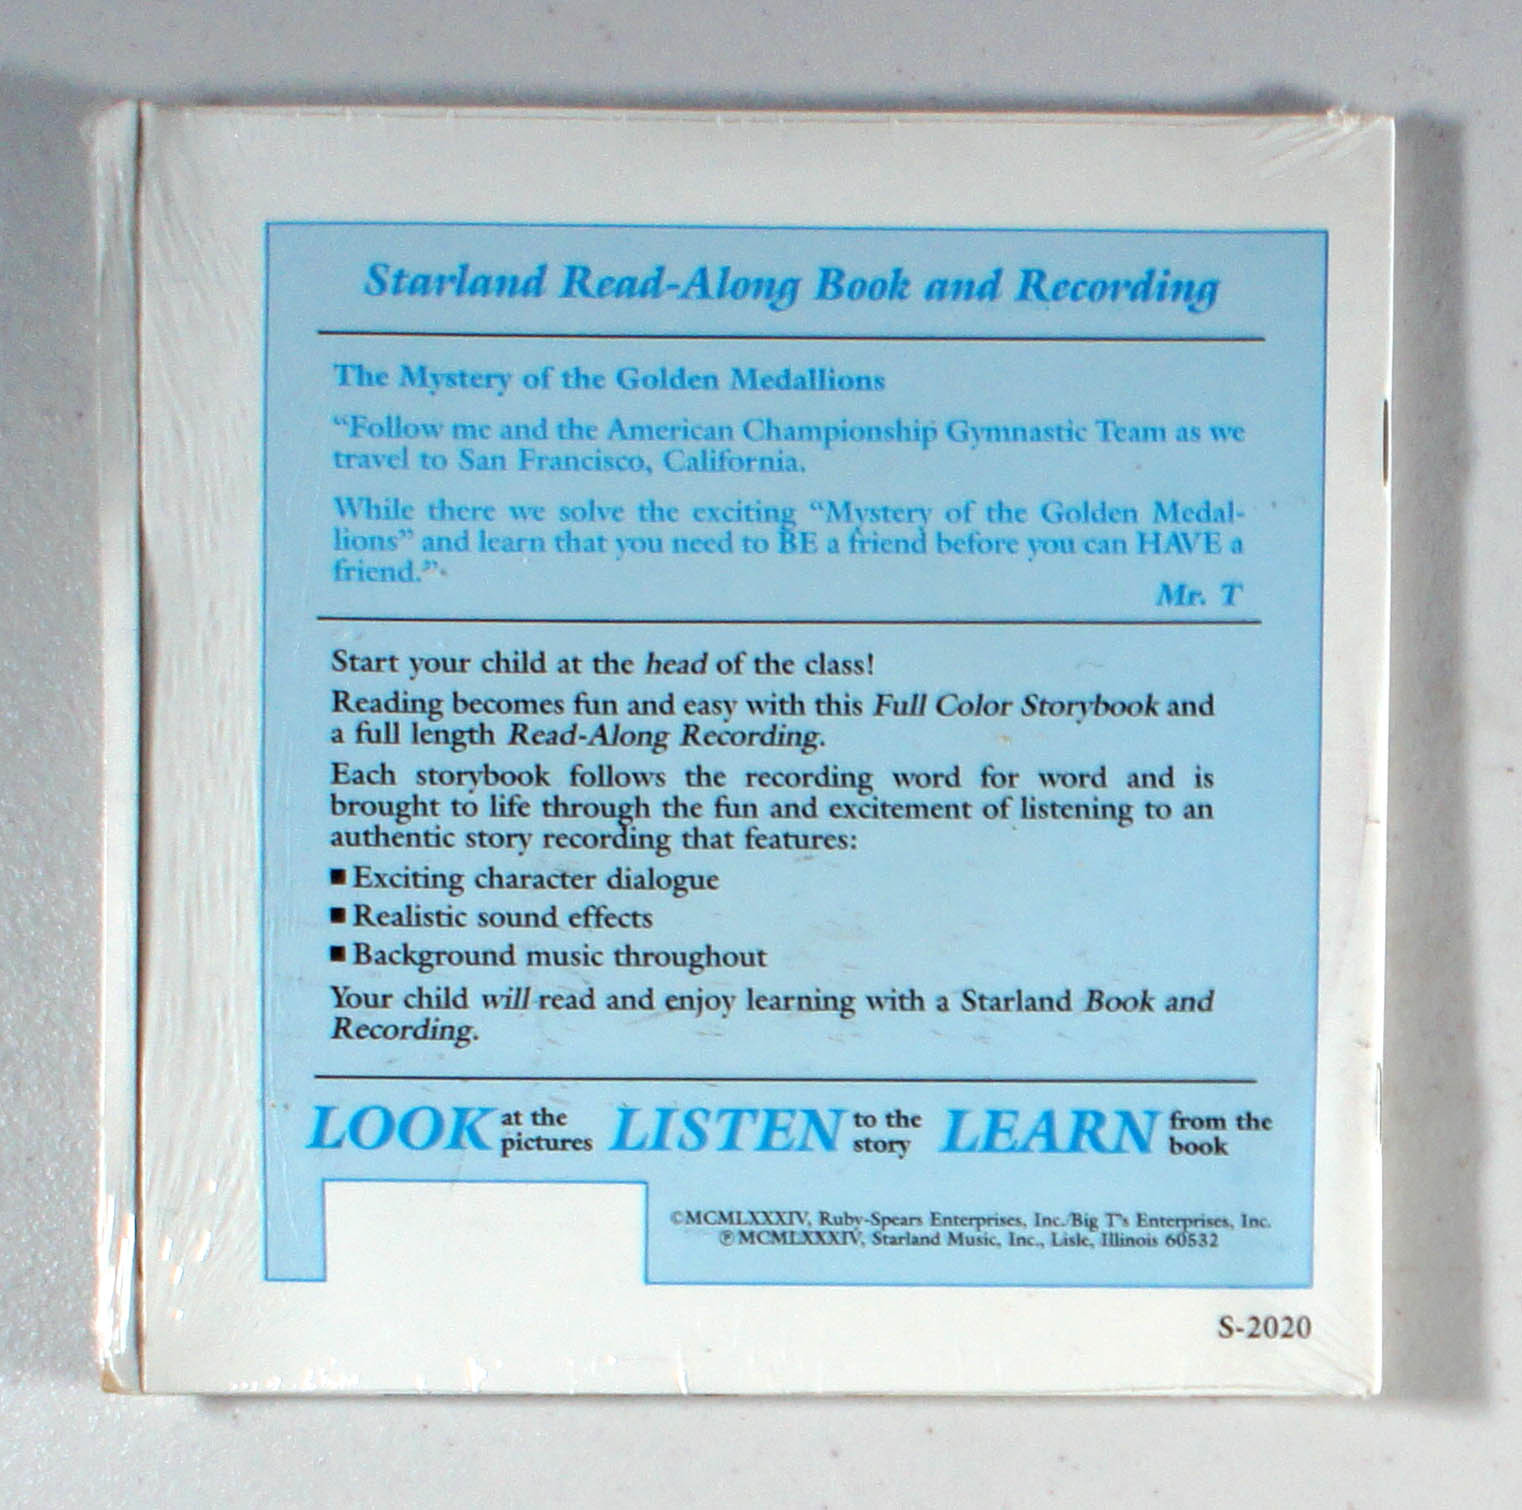 Starland Read-Along Book and Recording
The Mystery of the Golden Medallions
“Follow me and the American Championship Gymnastic Team as we
travel to San Francisco, California.
While there we solve the exciting “Mystery of the Golden Medal-
lions” and learn that you need to BE a friend before you can HAVE a
friend.”
Mr. T
Start your child at the head of the class!
Reading becomes fun and easy with this Full Color Storybook and
a full length Read-Along Recording.
Each storybook follows the recording word for word and is
brought to life through the fun and excitement of listening to an
authentic story recording that features:
■ Exciting character dialogue
■ Realistic sound effects
■ Background music throughout
Your child will read and enjoy learning with a Starland Book and
Recording.
LOOK at the pictures LISTEN to the story LEARN from the book
©MCMLXXXIV, Ruby-Spears Enterprises, Inc./Big T's Enterprises, Inc.
℗MCMLXXXIV, Starland Music, Inc., Lisle, Illinois 60532
S-2020